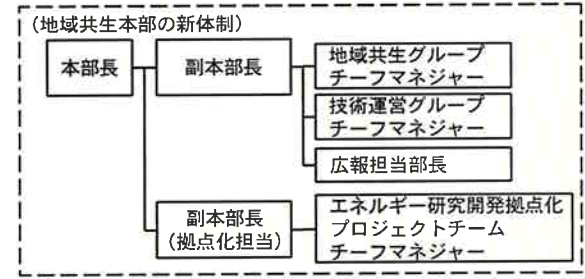 （地域共生本部の新体制）
本部長
副本部長
地域共生グループ
チーフマネジャー
技術運営グループ
チーフマネジャー
広報担当部長
副本部長
（拠点化担当）
エネルギー研究開発拠点化
プロジェクトチーム
チーフマネジャー